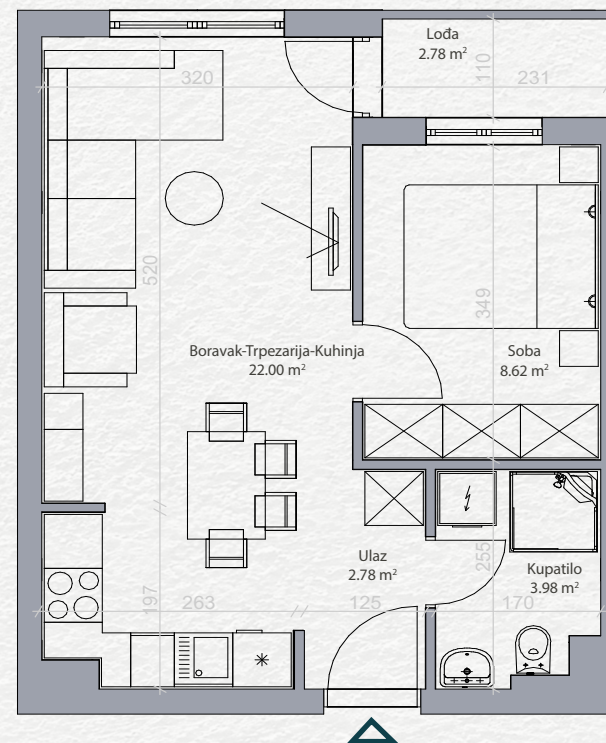 Lođa
2.78 m²
110
320
231
520
349
Boravak-Trpezarija-Kuhinja
22.00 m²
Soba
8.62 m²
Ulaz
2.78 m²
255
Kupatilo
3.98 m²
197
263
125
170